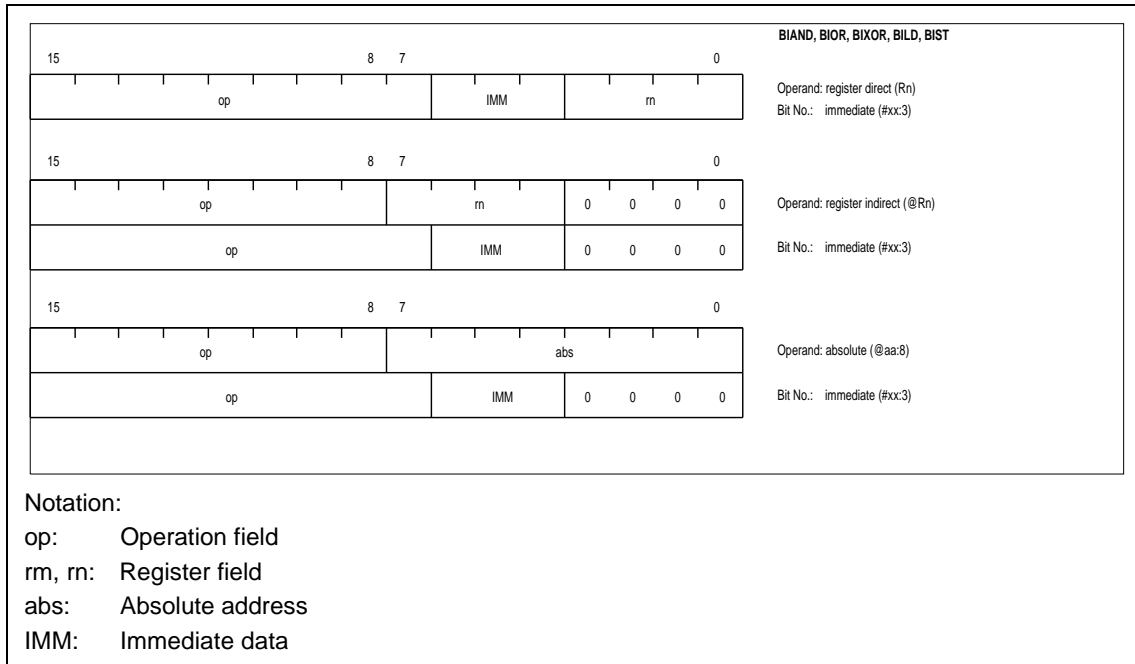 BIAND, BIOR, BIXOR, BILD, BIST
15 8 7 0
op IMM rn
Operand: register direct (Rn)
Bit No.: immediate (#xx:3)
15 8 7 0
op rn 0 0 0 0
Operand: register indirect (@Rn)
op IMM 0 0 0 0
Bit No.: immediate (#xx:3)
15 8 7 0
op abs
Operand: absolute (@aa:8)
op IMM 0 0 0 0
Bit No.: immediate (#xx:3)
Notation:
op: Operation field
rm, rn: Register field
abs: Absolute address
IMM: Immediate data